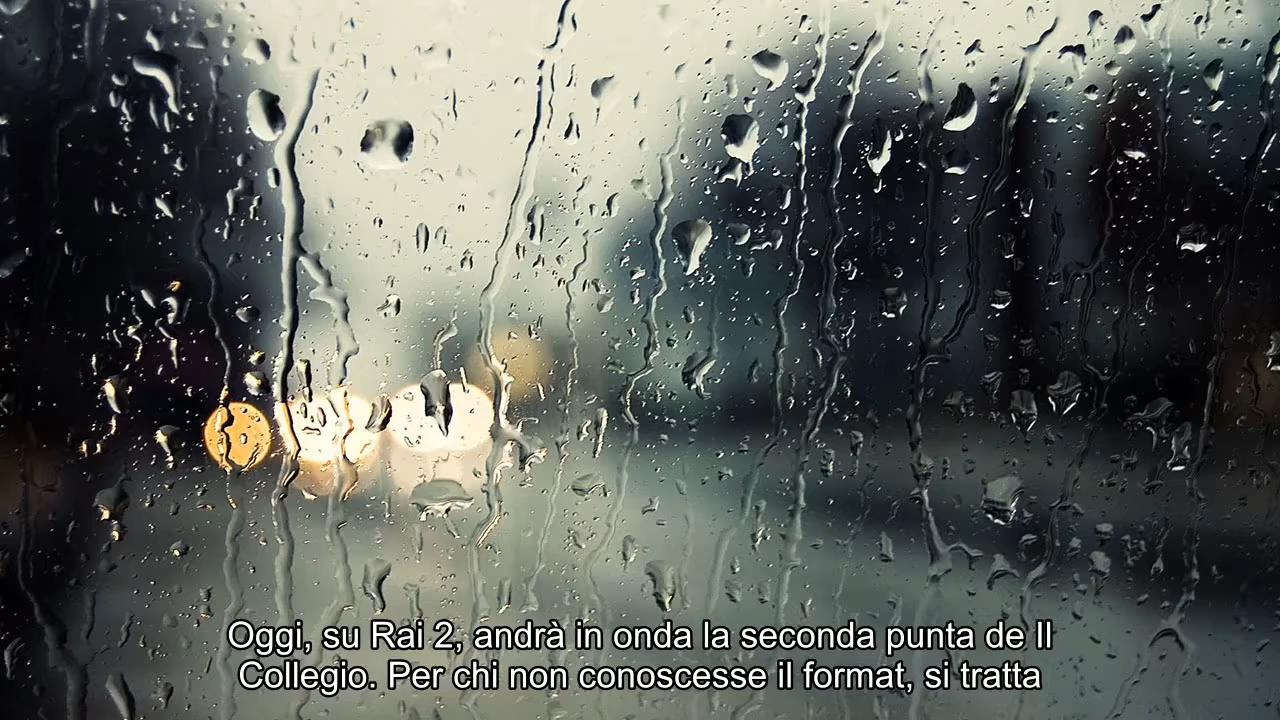 Oggi, su Rai 2, andrà in onda la seconda punta de Il
Collegio. Per chi non conoscesse il format, si tratta